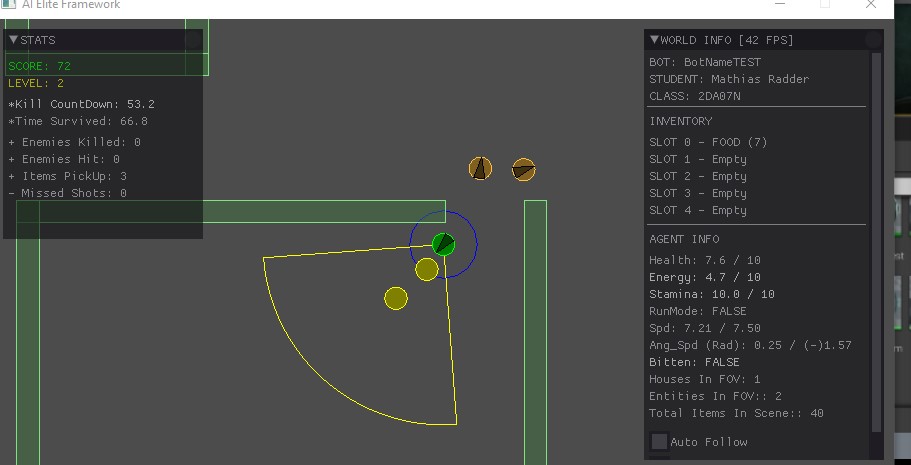 AI Elite Framework
STATS
SCORE: 72
LEVEL: 2
*Kill CountDown: 53.2
*Time Survived: 66.8
+ Enemies Killed: 0
+ Enemies Hit: 0
+ Items PickUp: 3
- Missed Shots: 0
WORLD INFO [42 FPS]
BOT: BotNameTEST
STUDENT: Mathias Radder
CLASS: 2DA07N
INVENTORY
SLOT 0 - FOOD (7)
SLOT 1 - Empty
SLOT 2 - Empty
SLOT 3 - Empty
SLOT 4 - Empty
AGENT INFO
Health: 7.6 / 10
Energy: 4.7 / 10
Stamina: 10.0 / 10
RunMode: FALSE
Spd: 7.21 / 7.50
Ang_Spd (Rad): 0.25 / (-)1.57
Bitten: FALSE
Houses In FOV: 1
Entities In FOV:: 2
Total Items In Scene:: 40
Auto Follow